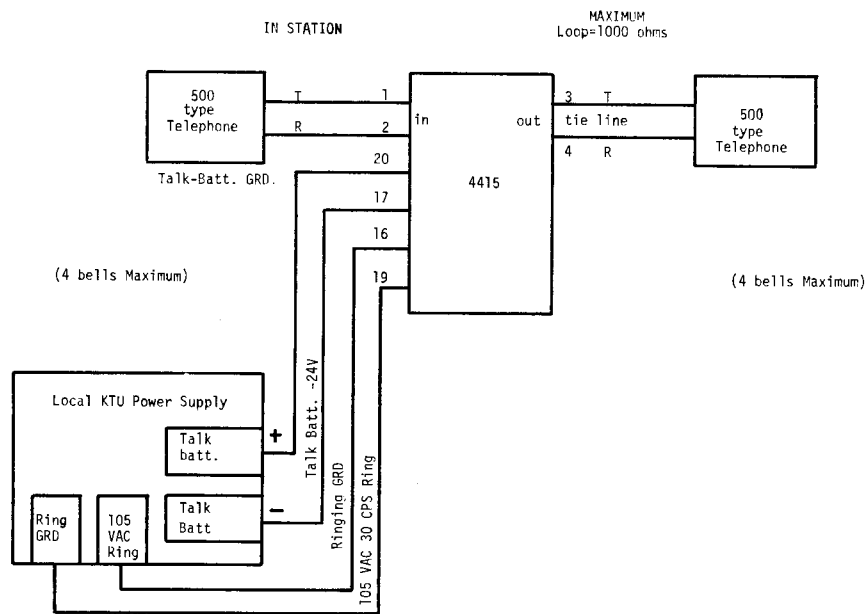 IN STATION
MAXIMUM
Loop=1000 ohms
500
type
Telephone
T
1
R
2
in
out
3 T
tie line
4 R
500
type
Telephone
Talk-Batt. GRD.
20
17
16
19
4415
(4 bells Maximum)
(4 bells Maximum)
Local KTU Power Supply
Talk
batt.
+
Talk
Batt
-
Ring
GRD
105
VAC
Ring
Talk Batt. -24V
Ringing GRD
105 VAC 30 CPS Ring